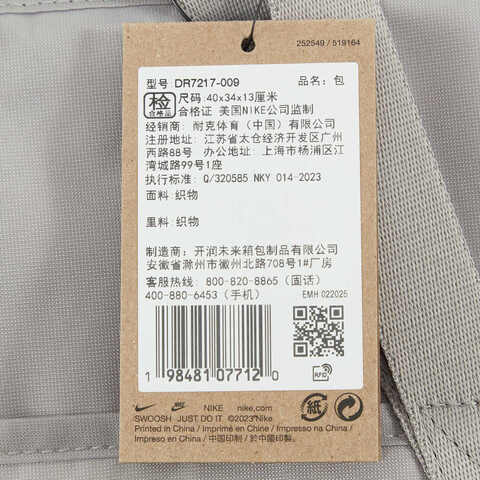 252549 / 519164
型号 DR7217-009 品名: 包
检 合格品 尺码: 40x34x13厘米
合格证 美国NIKE公司监制
经销商: 耐克体育（中国）有限公司
注册地址: 江苏省太仓经济开发区广州
西路88号 办公地址: 上海市杨浦区江
湾城路99号1座
执行标准: Q/320585 NKY 014-2023
面料: 织物
里料: 织物
制造商: 开润未来箱包制品有限公司
安徽省滁州市徽州北路708号1#厂房
客服热线: 800-820-8865 (固话)
400-880-6453 (手机) EMH 022025
1 98481 07712 0
RFID
紙
NIKE nike.com
SWOOSH JUST DO IT ©2023 Nike
Printed in China / Imprimé en Chine /
Impreso en China / Impresso na China
/ 中国印制 / 於中國印製。